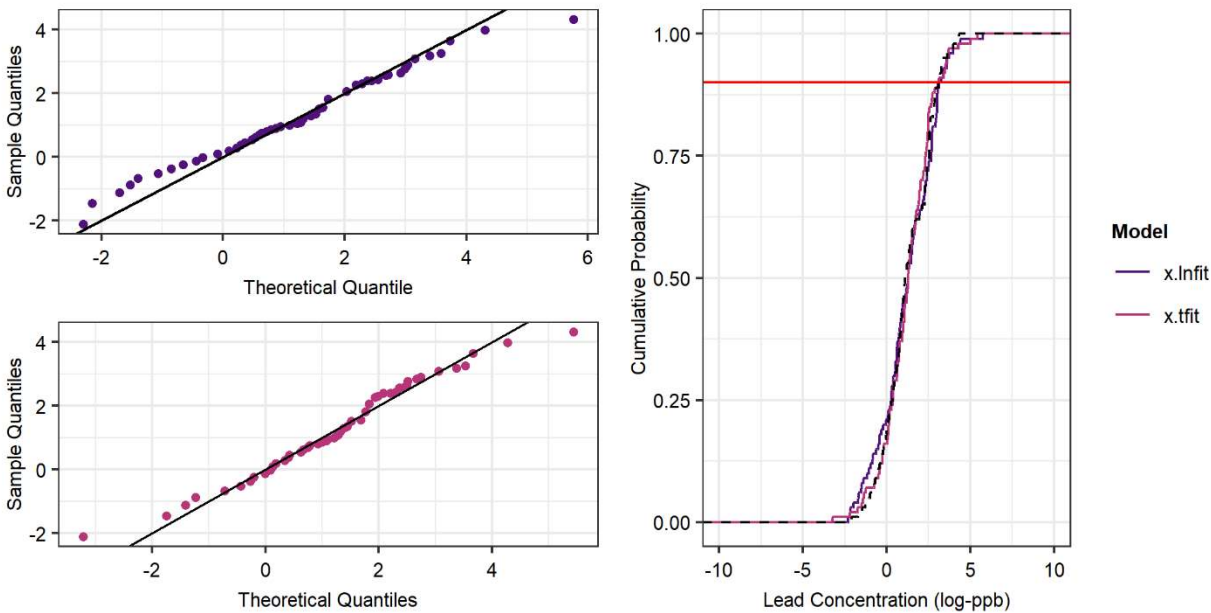 4
2
0
-2
Sample Quantiles
-2 0 2 4 6
Theoretical Quantile
4
2
0
-2
Sample Quantiles
-2 0 2 4
Theoretical Quantiles
1.00
0.75
0.50
0.25
0.00
Cumulative Probability
-10 -5 0 5 10
Lead Concentration (log-ppb)
Model
x.lnfit
x.tfit